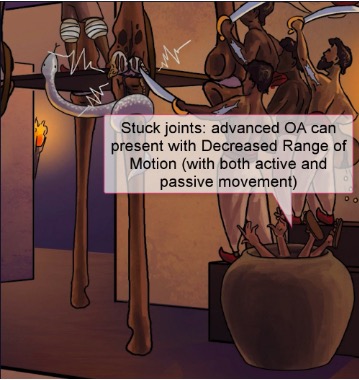 Stuck joints: advanced OA can
present with Decreased Range of
Motion (with both active and
passive movement)